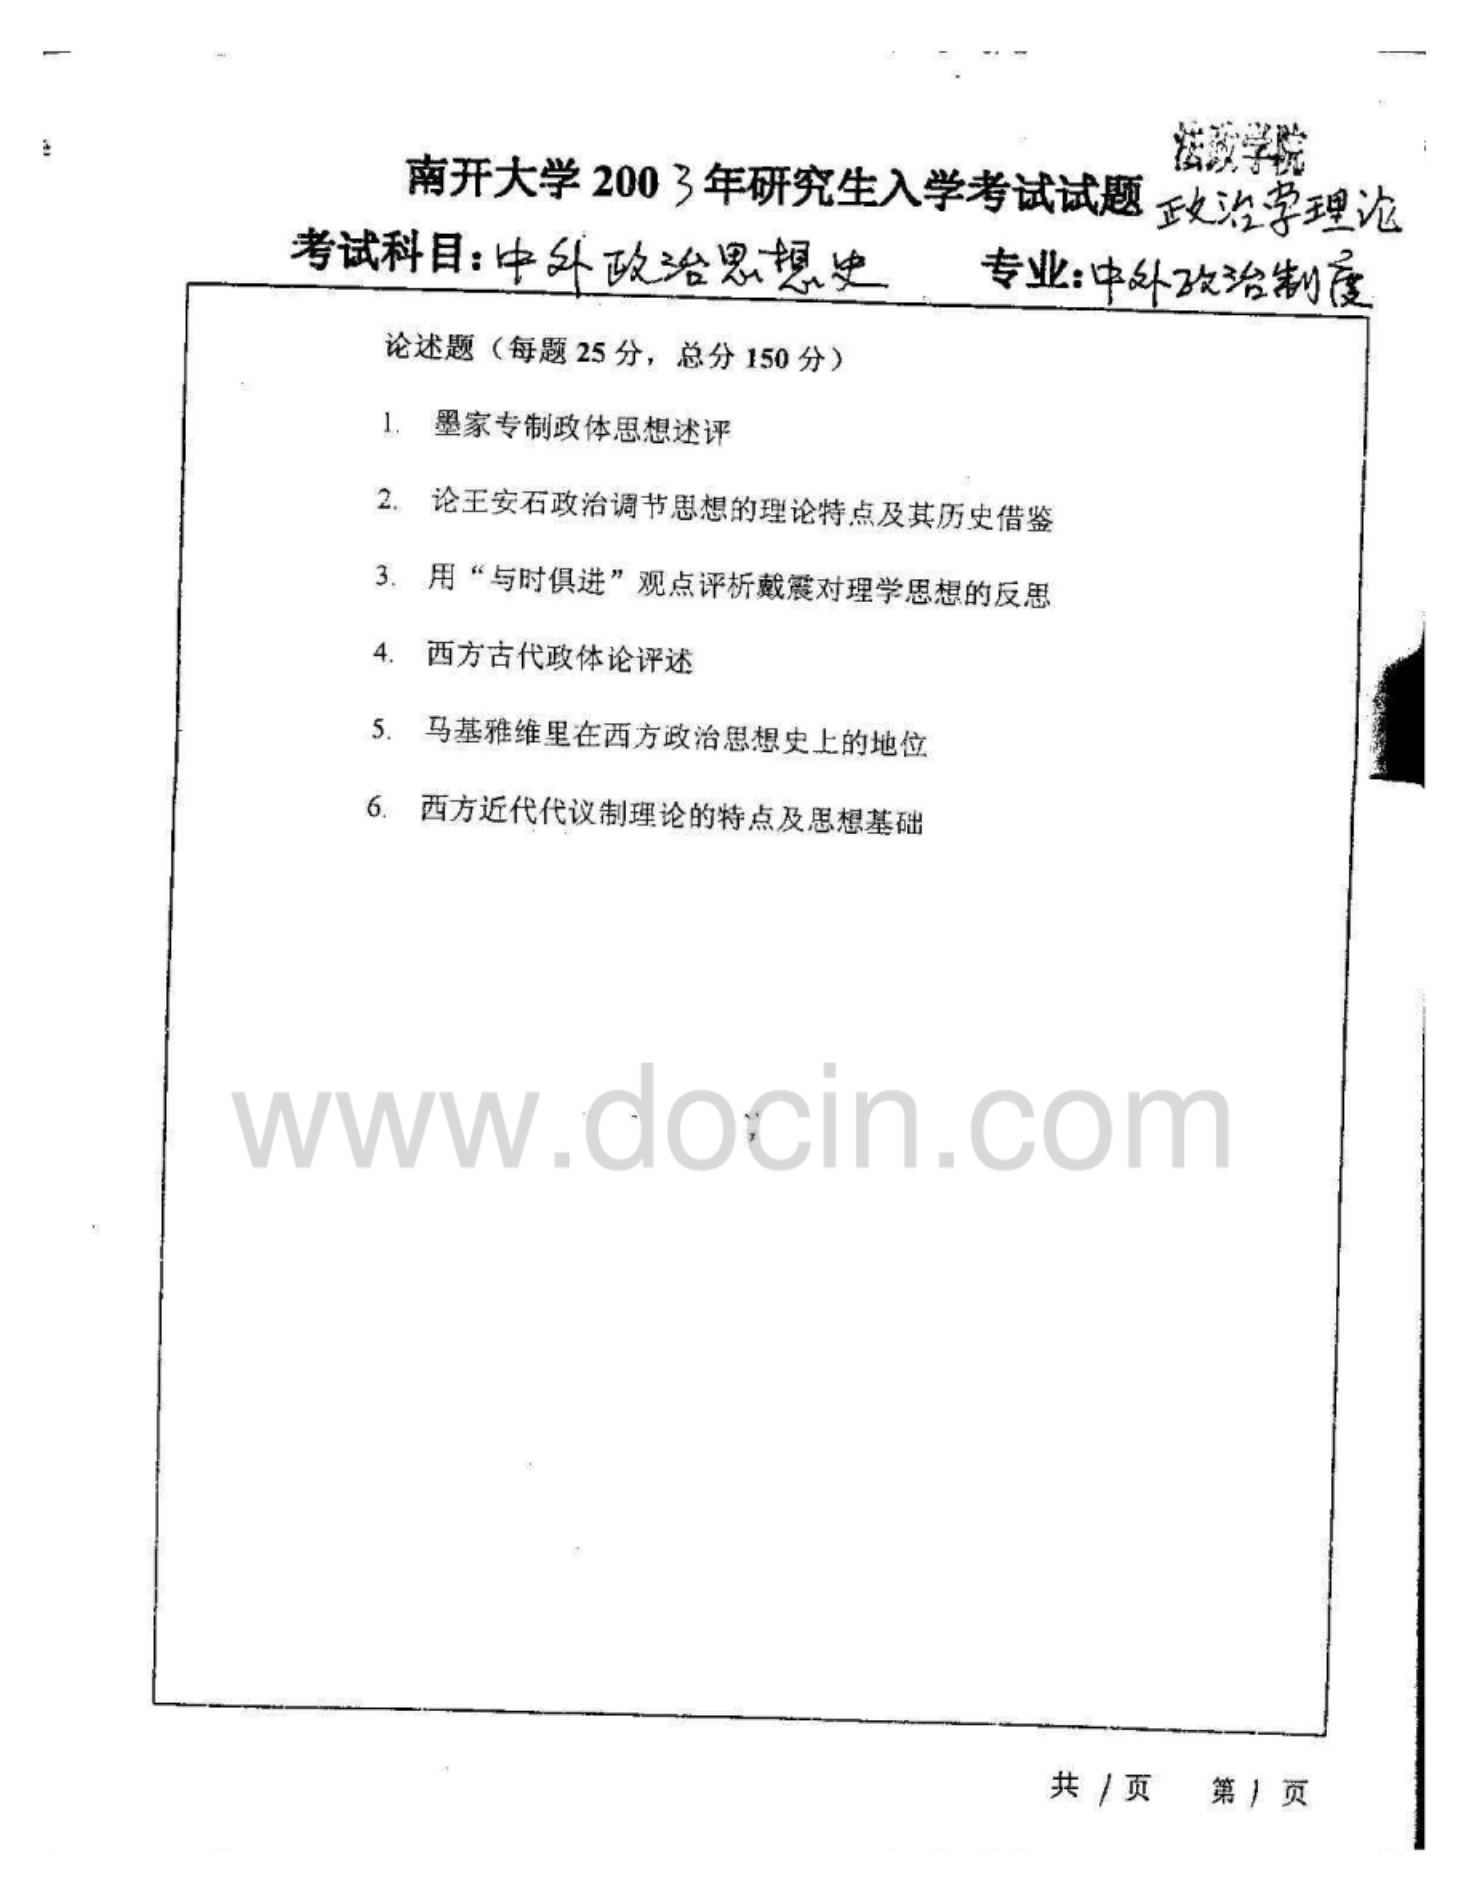 法政学院
南开大学 2003年研究生入学考试试题 政治学理论
考试科目：中外政治思想史 专业：中外政治制度
论述题（每题 25 分，总分 150 分）
1. 墨家专制政体思想述评
2. 论王安石政治调节思想的理论特点及其历史借鉴
3. 用“与时俱进”观点评析戴震对理学思想的反思
4. 西方古代政体论评述
5. 马基雅维里在西方政治思想史上的地位
6. 西方近代代议制理论的特点及思想基础
www.docin.com
共 1 页 第 1 页